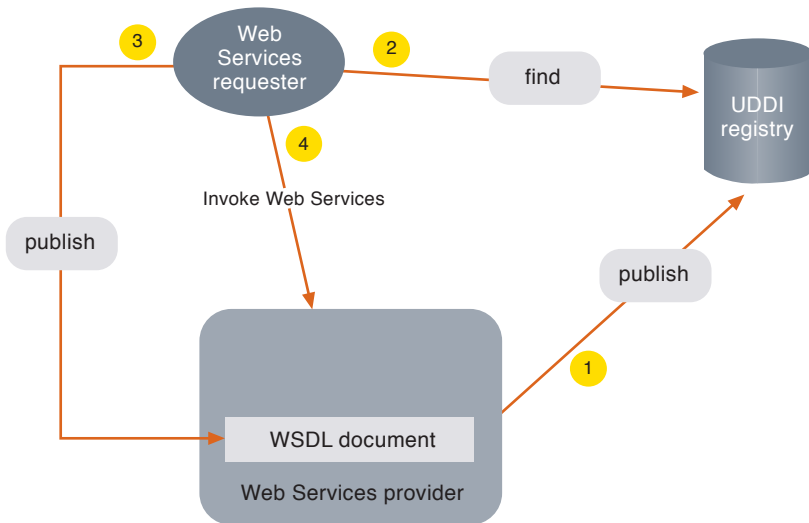 3
Web
Services
requester
2
find
UDDI
registry
4
Invoke Web Services
publish
publish
1
WSDL document
Web Services provider